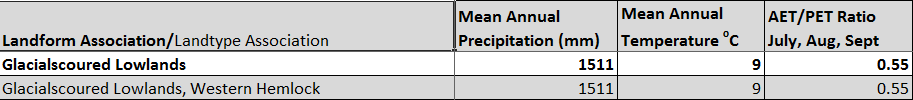 Landform Association/Landtype Association Mean Annual Precipitation (mm) Mean Annual Temperature °C AET/PET Ratio July, Aug, Sept
Glacialscoured Lowlands 1511 9 0.55
Glacialscoured Lowlands, Western Hemlock 1511 9 0.55